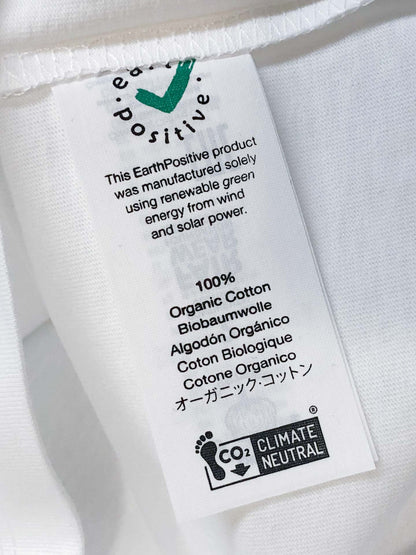 ·earth·
positive
This EarthPositive product
was manufactured solely
using renewable green
energy from wind
and solar power.
100%
Organic Cotton
Biobaumwolle
Algodón Orgánico
Coton Biologique
Cotone Organico
オーガニック·コットン
CO2
CLIMATE
NEUTRAL
®